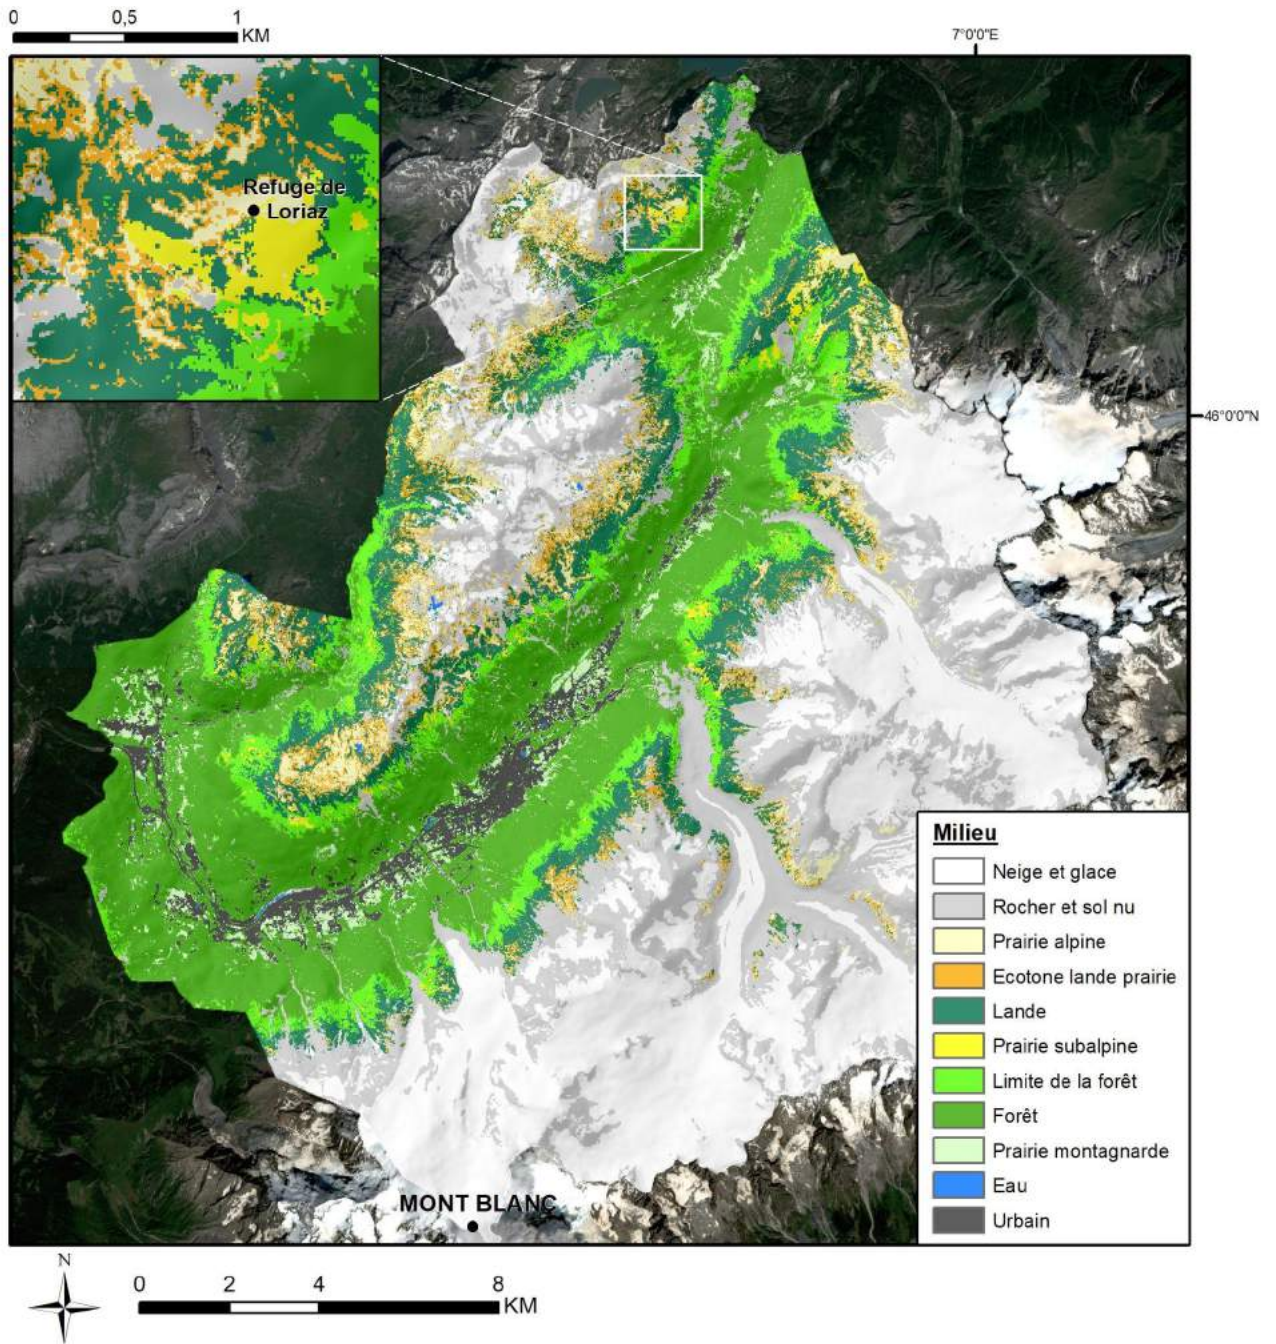 0 0,5 1
KM
7°0'0"E
Refuge de
Loriaz
46°0'0"N
Milieu
Neige et glace
Rocher et sol nu
Prairie alpine
Ecotone lande prairie
Lande
Prairie subalpine
Limite de la forêt
Forêt
Prairie montagnarde
Eau
Urbain
MONT BLANC
N
0 2 4 8
KM